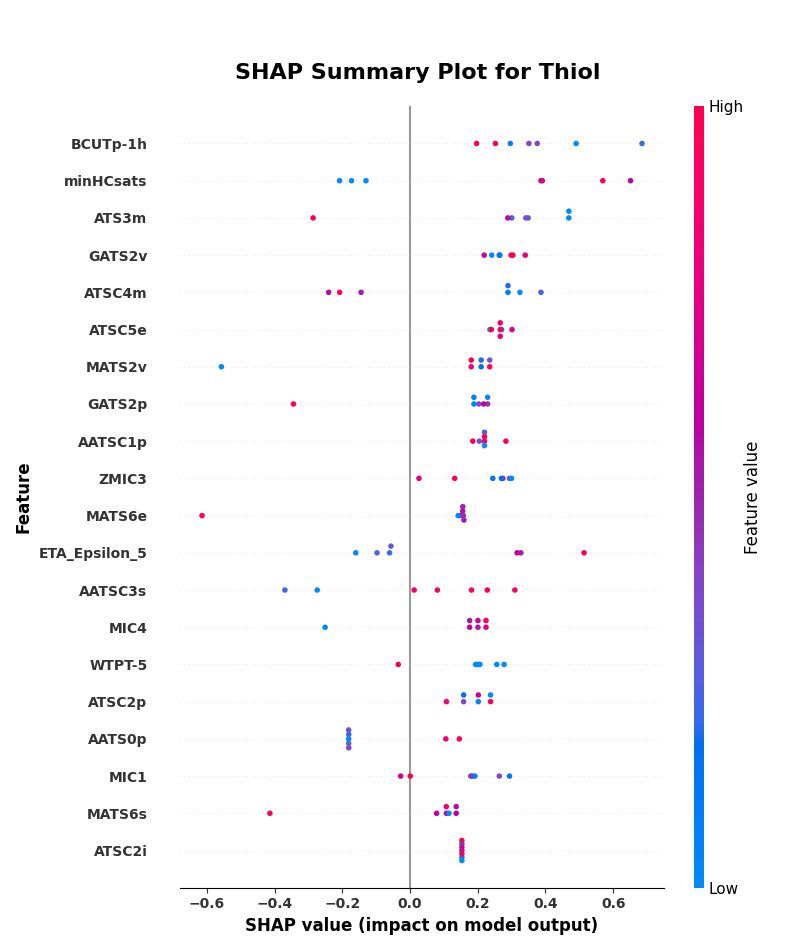 SHAP Summary Plot for Thiol
High
BCUTp-1h
minHCsats
ATS3m
GATS2v
ATSC4m
ATSC5e
MATS2v
GATS2p
AATSC1p
ZMIC3
MATS6e
ETA_Epsilon_5
AATSC3s
MIC4
WTPT-5
ATSC2p
AATS0p
MIC1
MATS6s
ATSC2i
Feature
Feature value
Low
−0.6 −0.4 −0.2 0.0 0.2 0.4 0.6
SHAP value (impact on model output)